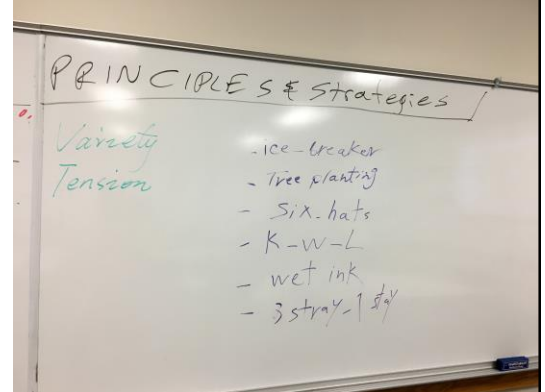 PRINCIPLES & Strategies
Variety
Tension
- ice-breaker
- Tree planting
- Six-hats
- K-W-L
- wet ink
- 3 stray-1 stay